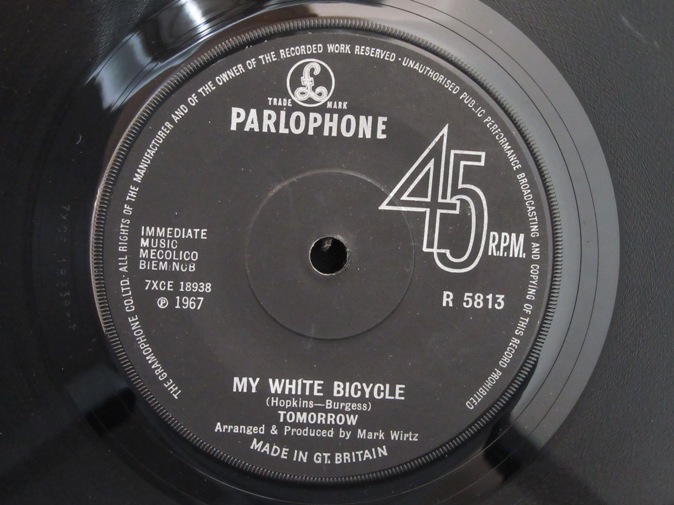 THE GRAMOPHONE CO. LTD. · ALL RIGHTS OF THE MANUFACTURER AND OF THE OWNER OF THE RECORDED WORK RESERVED · UNAUTHORISED PUBLIC PERFORMANCE BROADCASTING AND COPYING OF THIS RECORD PROHIBITED
£
TRADE MARK
PARLOPHONE
45 R.P.M.
IMMEDIATE
MUSIC
MECOLICO
BIEM/NCB
7XCE 18938
℗ 1967
R 5813
MY WHITE BICYCLE
(Hopkins—Burgess)
TOMORROW
Arranged & Produced by Mark Wirtz
MADE IN GT. BRITAIN